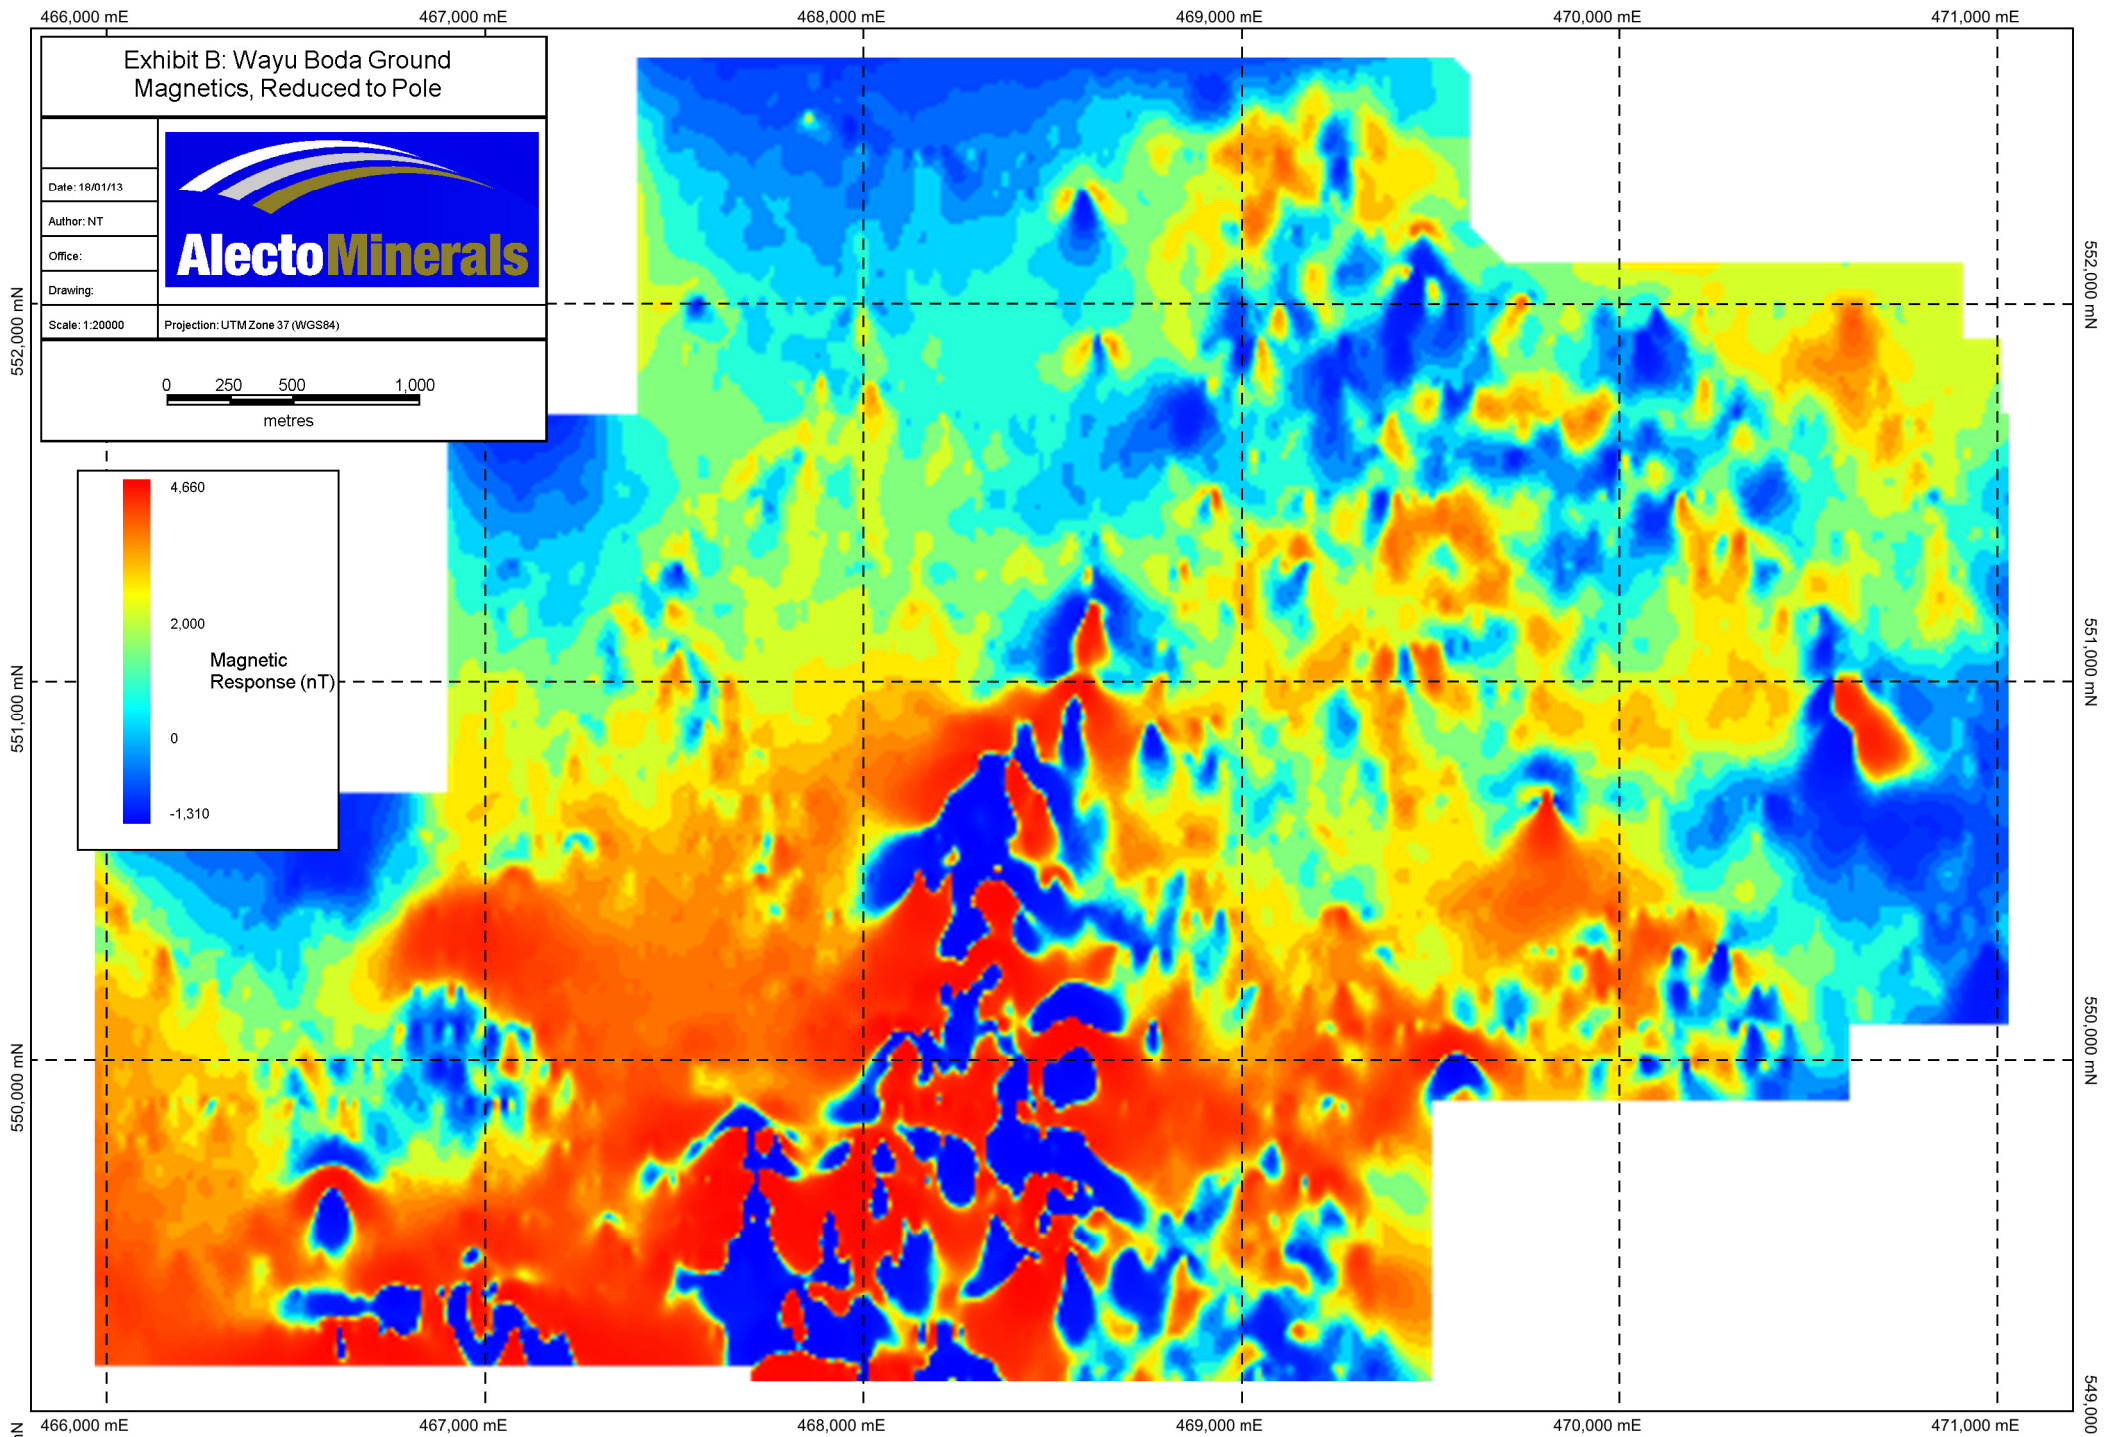 466,000 mE
467,000 mE
468,000 mE
469,000 mE
470,000 mE
471,000 mE
Exhibit B: Wayu Boda Ground
Magnetics, Reduced to Pole
Date: 18/01/13
Author: NT
Office:
Drawing:
Scale: 1:20000
AlectoMinerals
Projection: UTM Zone 37 (WGS84)
0 250 500 1,000
metres
4,660
2,000
Magnetic
Response (nT)
0
-1,310
552,000 mN
551,000 mN
550,000 mN
mN
552,000 mN
551,000 mN
550,000 mN
549,000
466,000 mE
467,000 mE
468,000 mE
469,000 mE
470,000 mE
471,000 mE